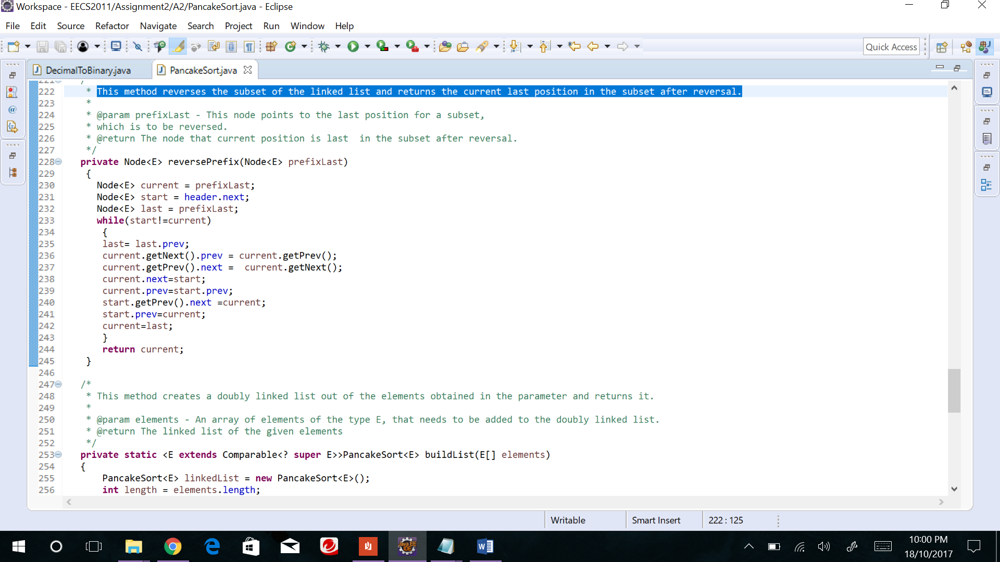 Workspace - EECS2011/Assignment2/A2/PancakeSort.java - Eclipse
File Edit Source Refactor Navigate Search Project Run Window Help
Quick Access
DecimalToBinary.java PancakeSort.java
222 * This method reverses the subset of the linked list and returns the current last position in the subset after reversal.
223 *
224 * @param prefixLast - This node points to the last position for a subset,
225 * which is to be reversed.
226 * @return The node that current position is last  in the subset after reversal.
227 */
228 private Node<E> reversePrefix(Node<E> prefixLast)
229 {
230 Node<E> current = prefixLast;
231 Node<E> start = header.next;
232 Node<E> last = prefixLast;
233 while(start!=current)
234 {
235 last= last.prev;
236 current.getNext().prev = current.getPrev();
237 current.getPrev().next =  current.getNext();
238 current.next=start;
239 current.prev=start.prev;
240 start.getPrev().next =current;
241 start.prev=current;
242 current=last;
243 }
244 return current;
245 }
246
247 /*
248 * This method creates a doubly linked list out of the elements obtained in the parameter and returns it.
249 *
250 * @param elements - An array of elements of the type E, that needs to be added to the doubly linked list.
251 * @return The linked list of the given elements
252 */
253 private static <E extends Comparable<? super E>>PancakeSort<E> buildList(E[] elements)
254 {
255 PancakeSort<E> linkedList = new PancakeSort<E>();
256 int length = elements.length;
Writable Smart Insert 222 : 125
Java EE
IDE
10:00 PM
18/10/2017